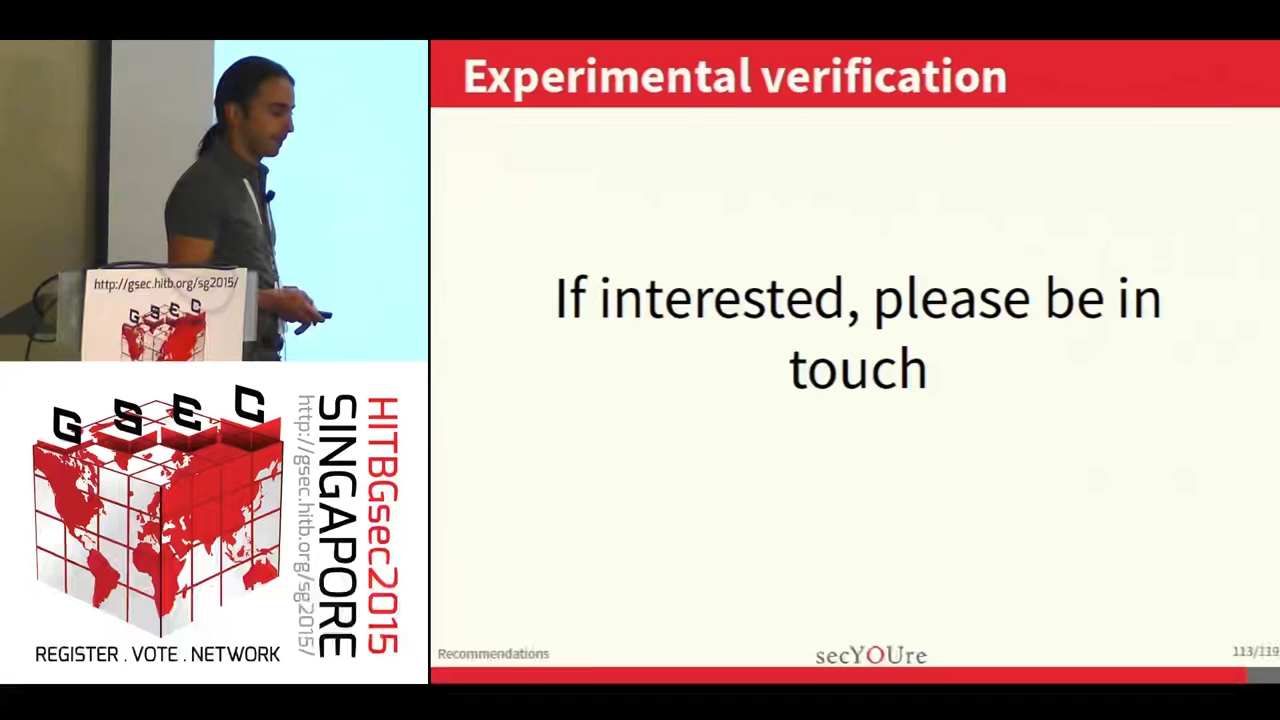 Experimental verification
If interested, please be in
touch
Recommendations
secYOUre
113/119
http://gsec.hitb.org/sg2015/
GSEC
GSEC
REGISTER . VOTE . NETWORK
http://gsec.hitb.org/sg2015/
SINGAPORE
HITBGsec2015